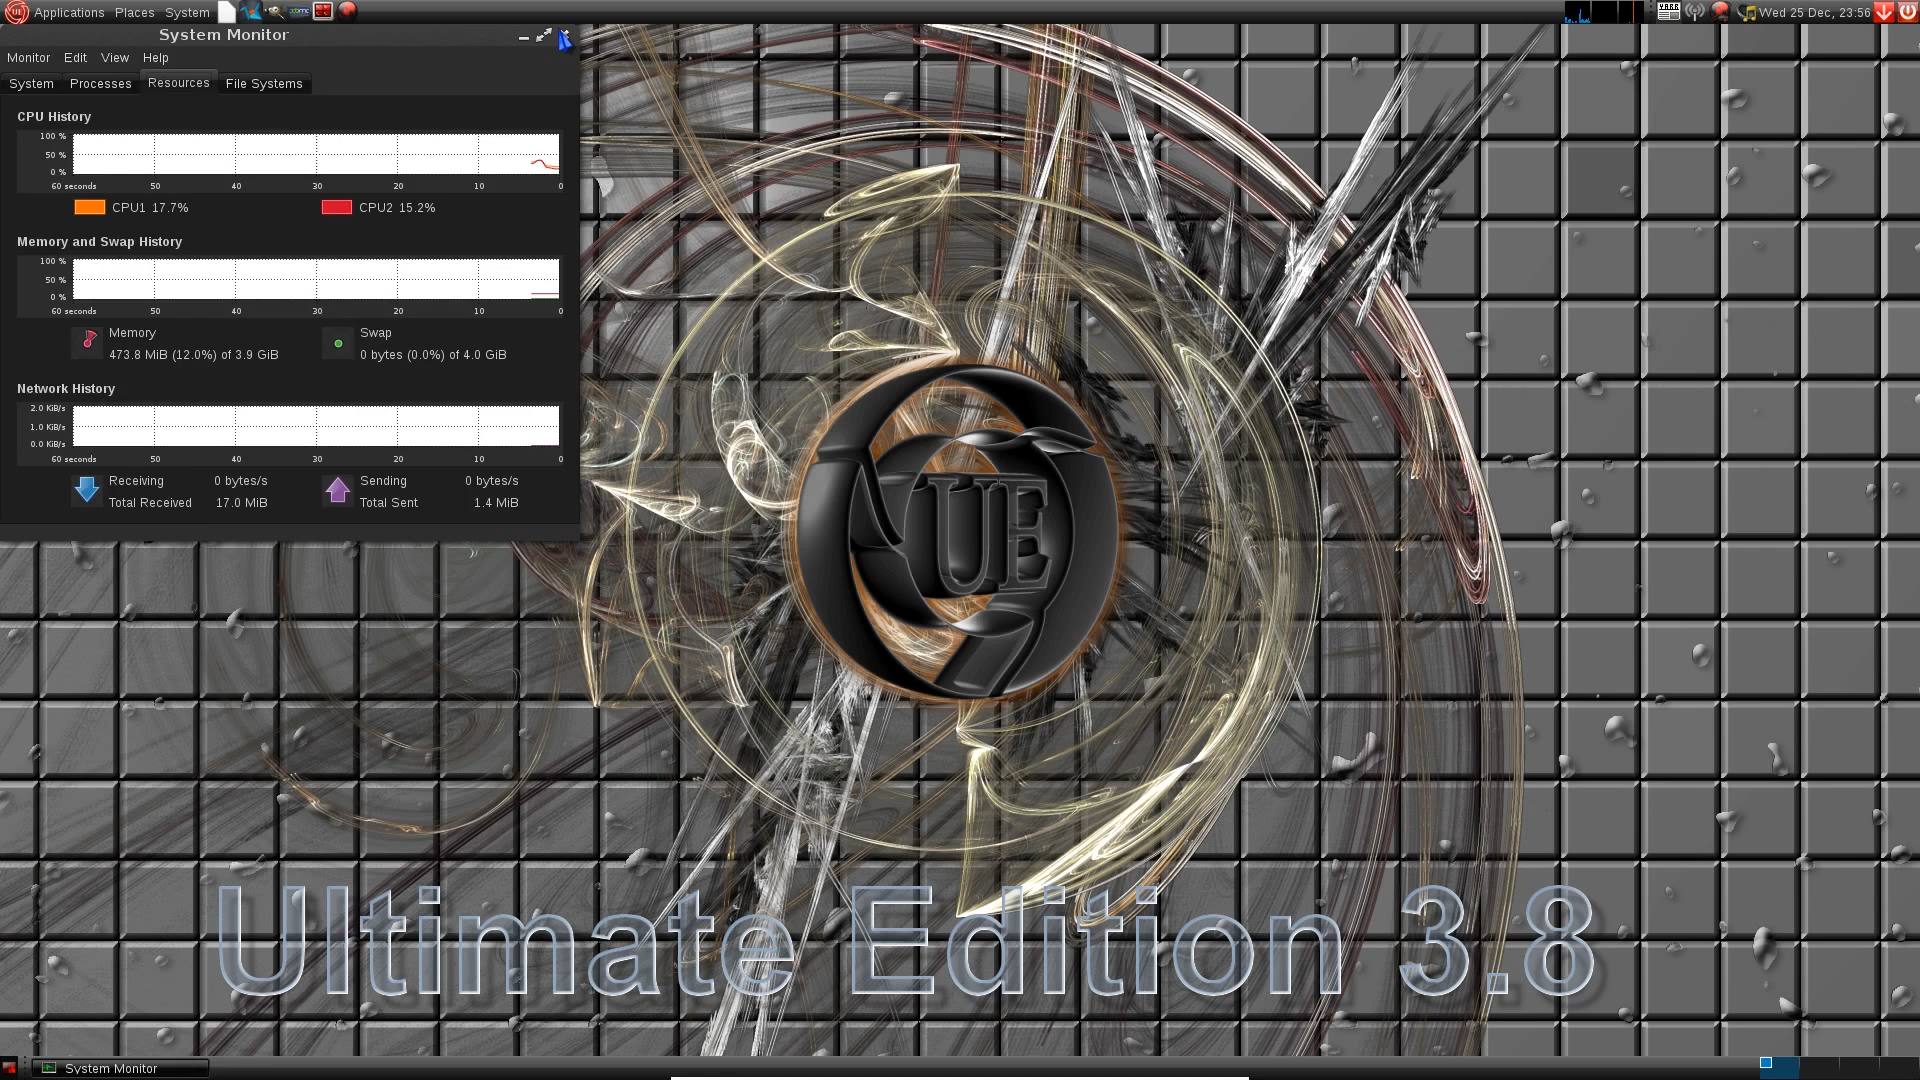 Applications Places System
Wed 25 Dec, 23:56
System Monitor
Monitor Edit View Help
System Processes Resources File Systems
CPU History
100 %
50 %
0 %
60 seconds 50 40 30 20 10 0
CPU1 17.7% CPU2 15.2%
Memory and Swap History
100 %
50 %
0 %
60 seconds 50 40 30 20 10 0
Memory Swap
473.8 MiB (12.0%) of 3.9 GiB 0 bytes (0.0%) of 4.0 GiB
Network History
2.0 KiB/s
1.0 KiB/s
0.0 KiB/s
60 seconds 50 40 30 20 10 0
Receiving 0 bytes/s Sending 0 bytes/s
Total Received 17.0 MiB Total Sent 1.4 MiB
UE
Ultimate Edition 3.8
System Monitor